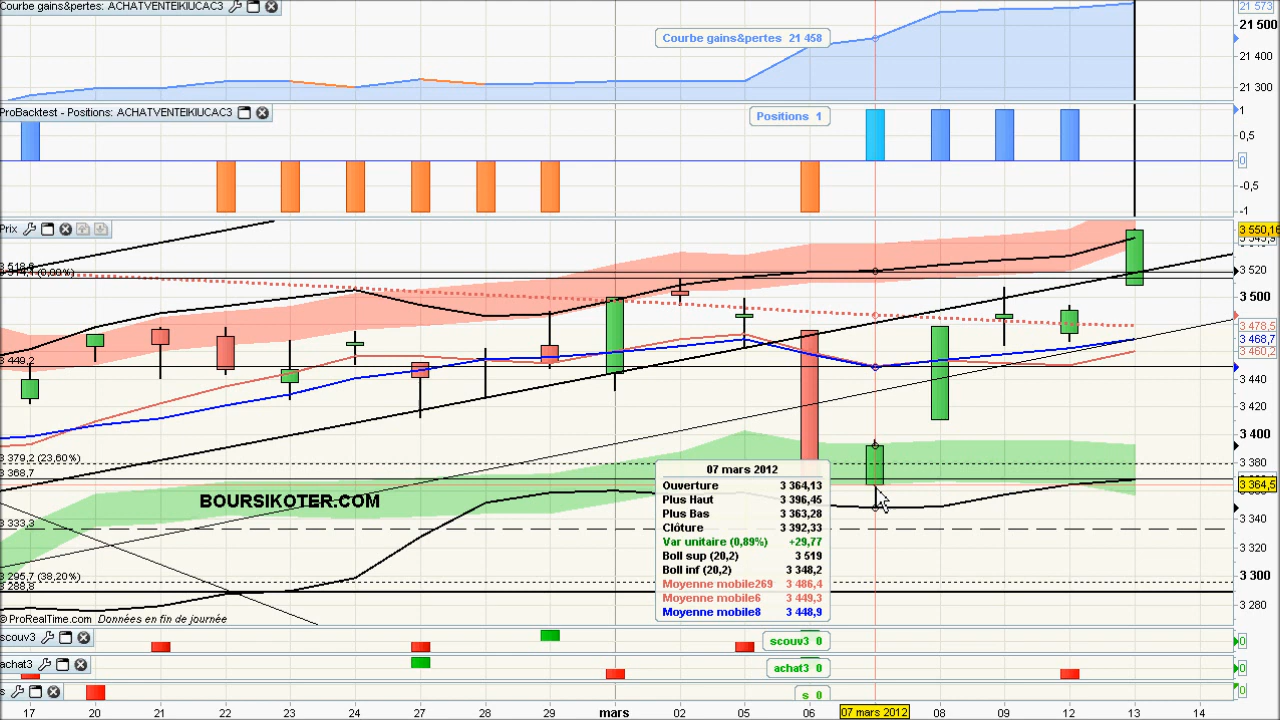 Courbe gains&pertes: ACHATVENTEIKIUCAC3
21 573
21 500
Courbe gains&pertes 21 458
21 400
21 300
ProBacktest - Positions: ACHATVENTEIKIUCAC3
Positions 1
1
0,5
0
-0,5
-1
Prix
3 550,16
3 520
3 514,1 (0,00%)
3 500
3 478,5
3 468,7
3 460,2
3 449,2
3 440
3 420
3 400
3 379,2 (23,60%)
3 380
3 368,7
3 364,5
BOURSIKOTER.COM
3 340
3 333,3
3 320
3 295,7 (38,20%)
3 300
3 288,8
3 280
07 mars 2012
Ouverture 3 364,13
Plus Haut 3 396,45
Plus Bas 3 363,28
Clôture 3 392,33
Var unitaire (0,89%) +29,77
Boll sup (20,2) 3 519
Boll inf (20,2) 3 348,2
Moyenne mobile269 3 486,4
Moyenne mobile6 3 449,3
Moyenne mobile8 3 448,9
© ProRealTime.com Données en fin de journée
scouv3
scouv3 0
0
achat3
achat3 0
0
s
s 0
0
17 20 21 22 23 24 27 28 29 mars 02 05 06 07 mars 2012 08 09 12 13 14